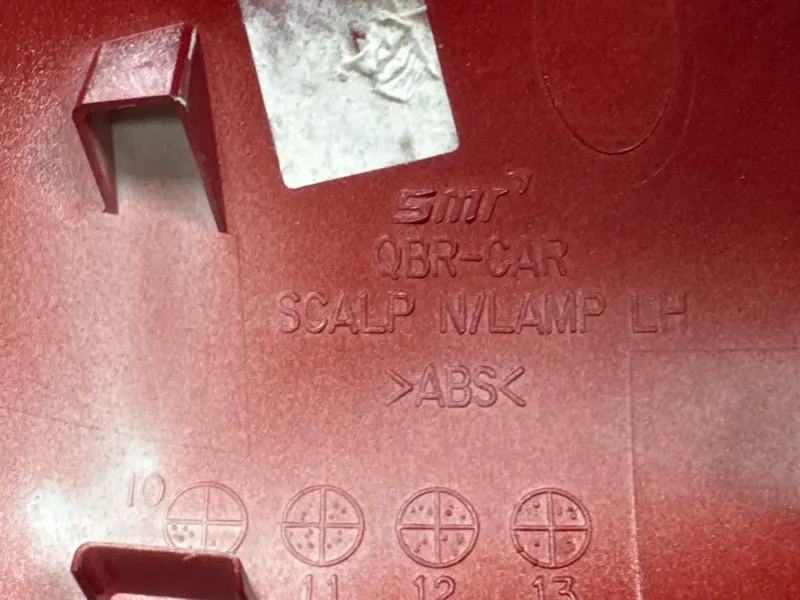 smr
QBR-CAR
SCALP N/LAMP LH
>ABS<
10
11 12 13